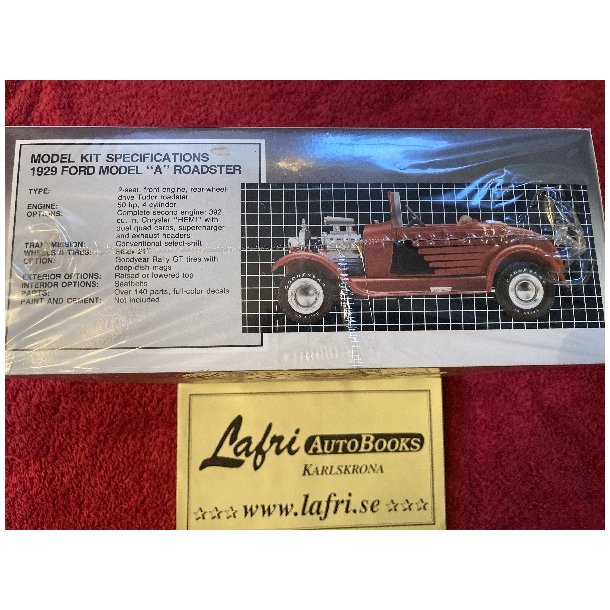 MODEL KIT SPECIFICATIONS
1929 FORD MODEL "A" ROADSTER
TYPE: 2-seat, front engine, rear-wheel-
drive Tudor roadster
ENGINE: 50 hp, 4 cylinder
OPTIONS: Complete second engine: 392
cu. in. Chrysler "HEMI" with
dual quad carbs, supercharger
and exhaust headers
TRANSMISSION: Conventional select-shift
WHEELS & TIRES: Stock 21"
OPTION: Goodyear Rally GT tires with
deep-dish mags
EXTERIOR OPTIONS: Raised or lowered top
INTERIOR OPTIONS: Seatbelts
PARTS: Over 140 parts, full-color decals
PAINT AND CEMENT: Not included
Lafri AUTOBOOKS
KARLSKRONA
www.lafri.se